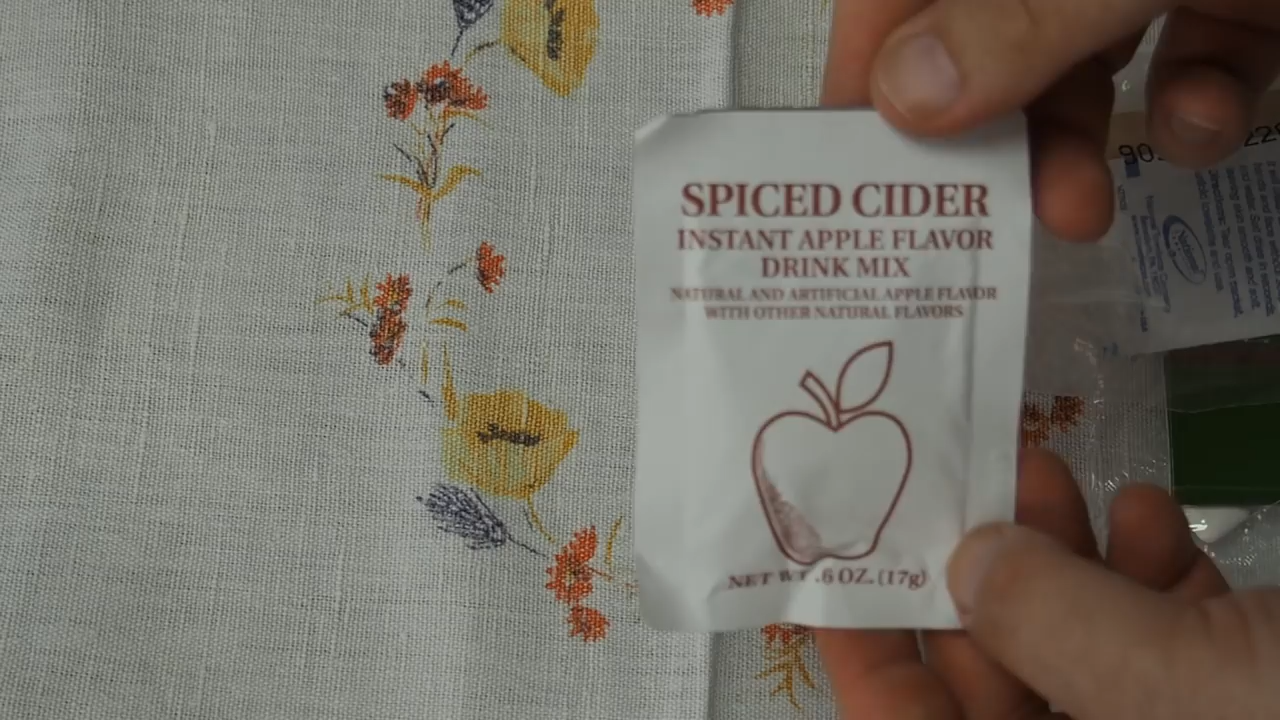 SPICED CIDER
INSTANT APPLE FLAVOR
DRINK MIX
NATURAL AND ARTIFICIAL APPLE FLAVOR
WITH OTHER NATURAL FLAVORS
NET WT .6 OZ. (17g)